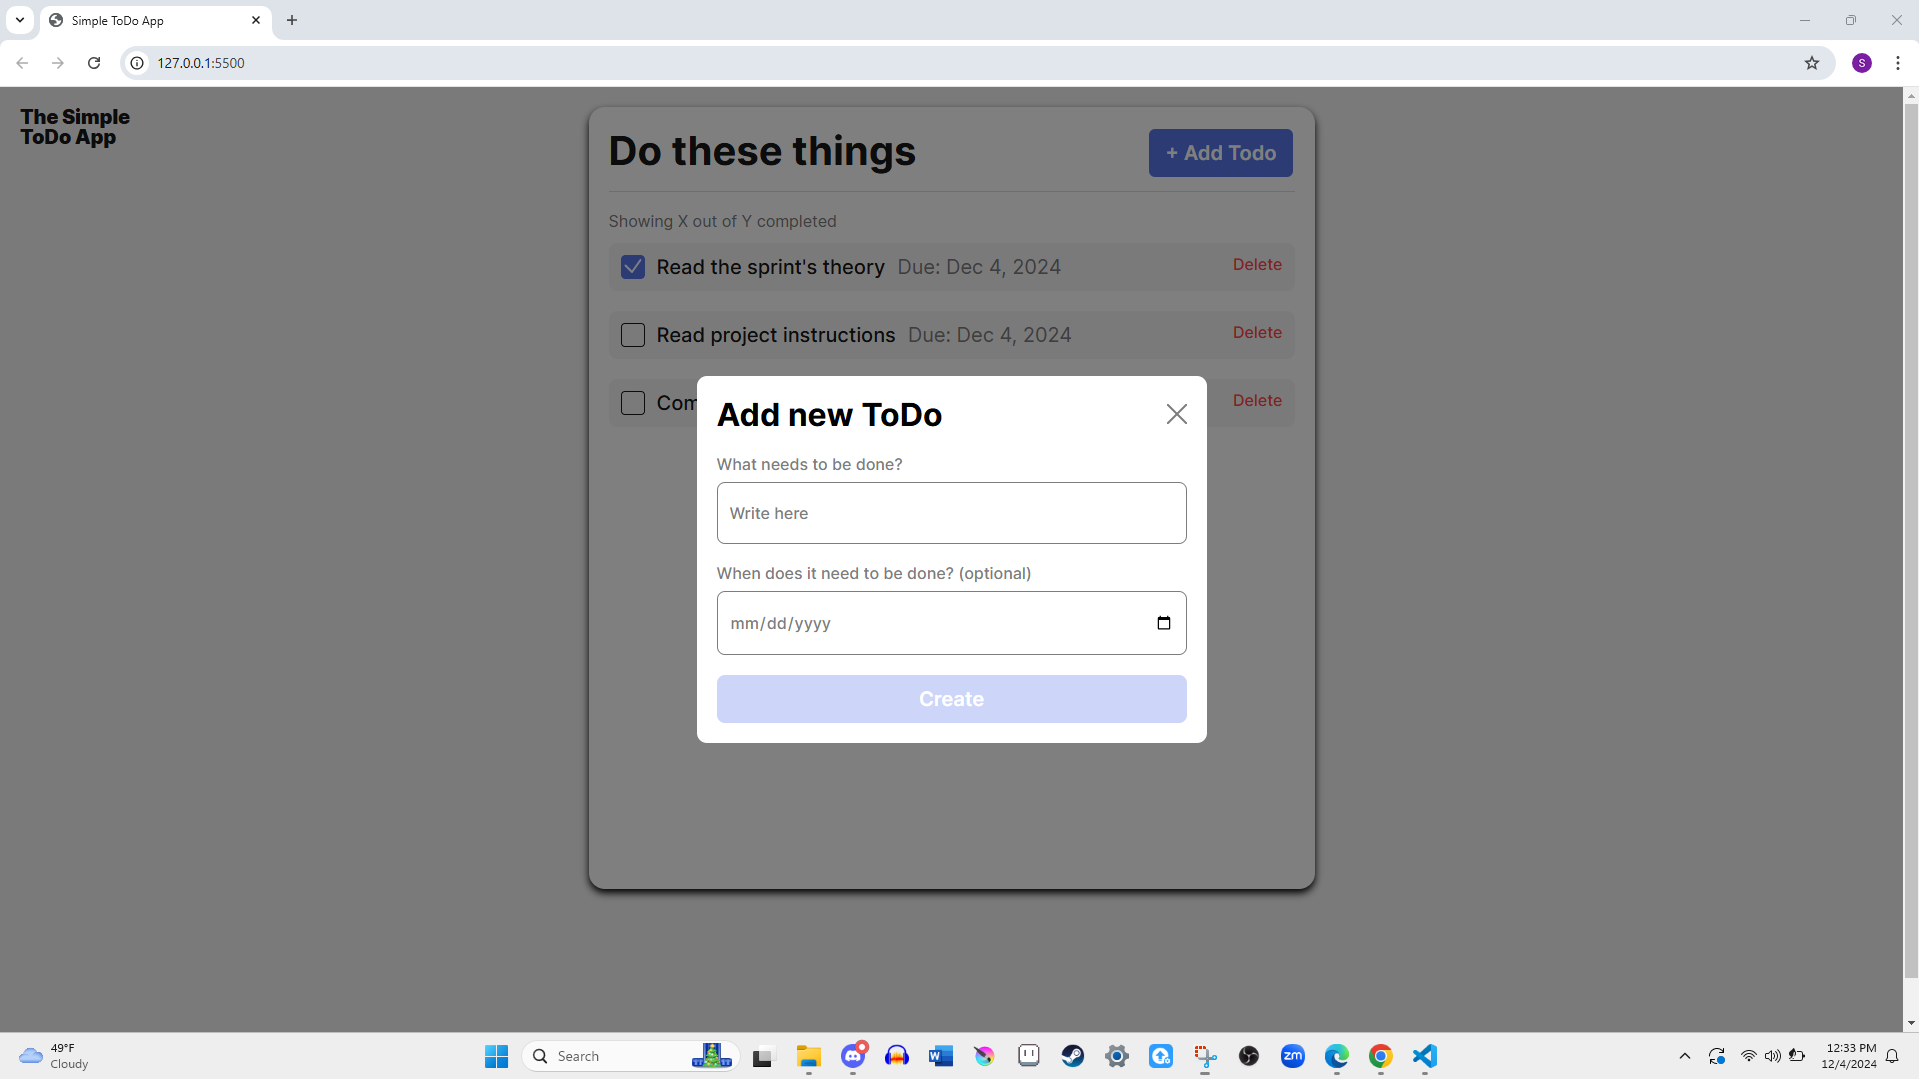 Simple ToDo App
127.0.0.1:5500
S
The Simple
ToDo App
Do these things
+ Add Todo
Showing X out of Y completed
Read the sprint's theory Due: Dec 4, 2024 Delete
Read project instructions Due: Dec 4, 2024 Delete
Com Delete
Add new ToDo
What needs to be done?
Write here
When does it need to be done? (optional)
mm/dd/yyyy
Create
49°F
Cloudy
Search
W
zm
12:33 PM
12/4/2024